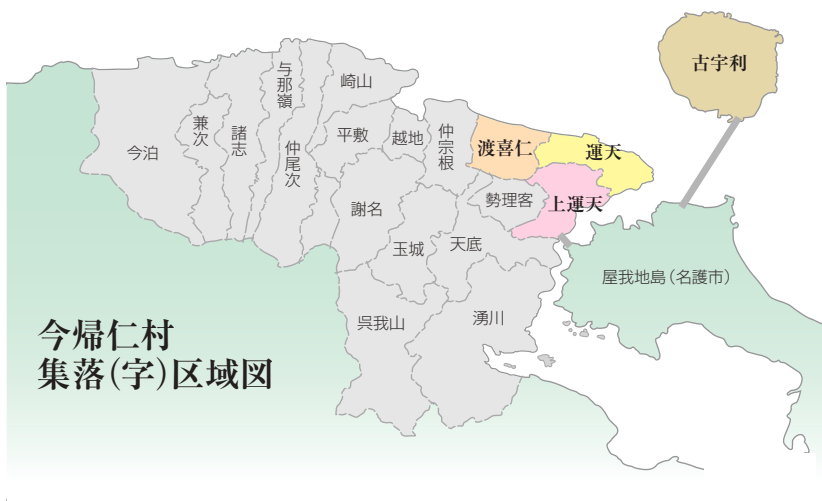 古宇利
与那嶺
崎山
兼次
諸志
今泊
仲尾次
平敷
越地
仲宗根
渡喜仁
運天
謝名
勢理客
上運天
玉城
天底
屋我地島（名護市）
呉我山
湧川
今帰仁村
集落（字）区域図